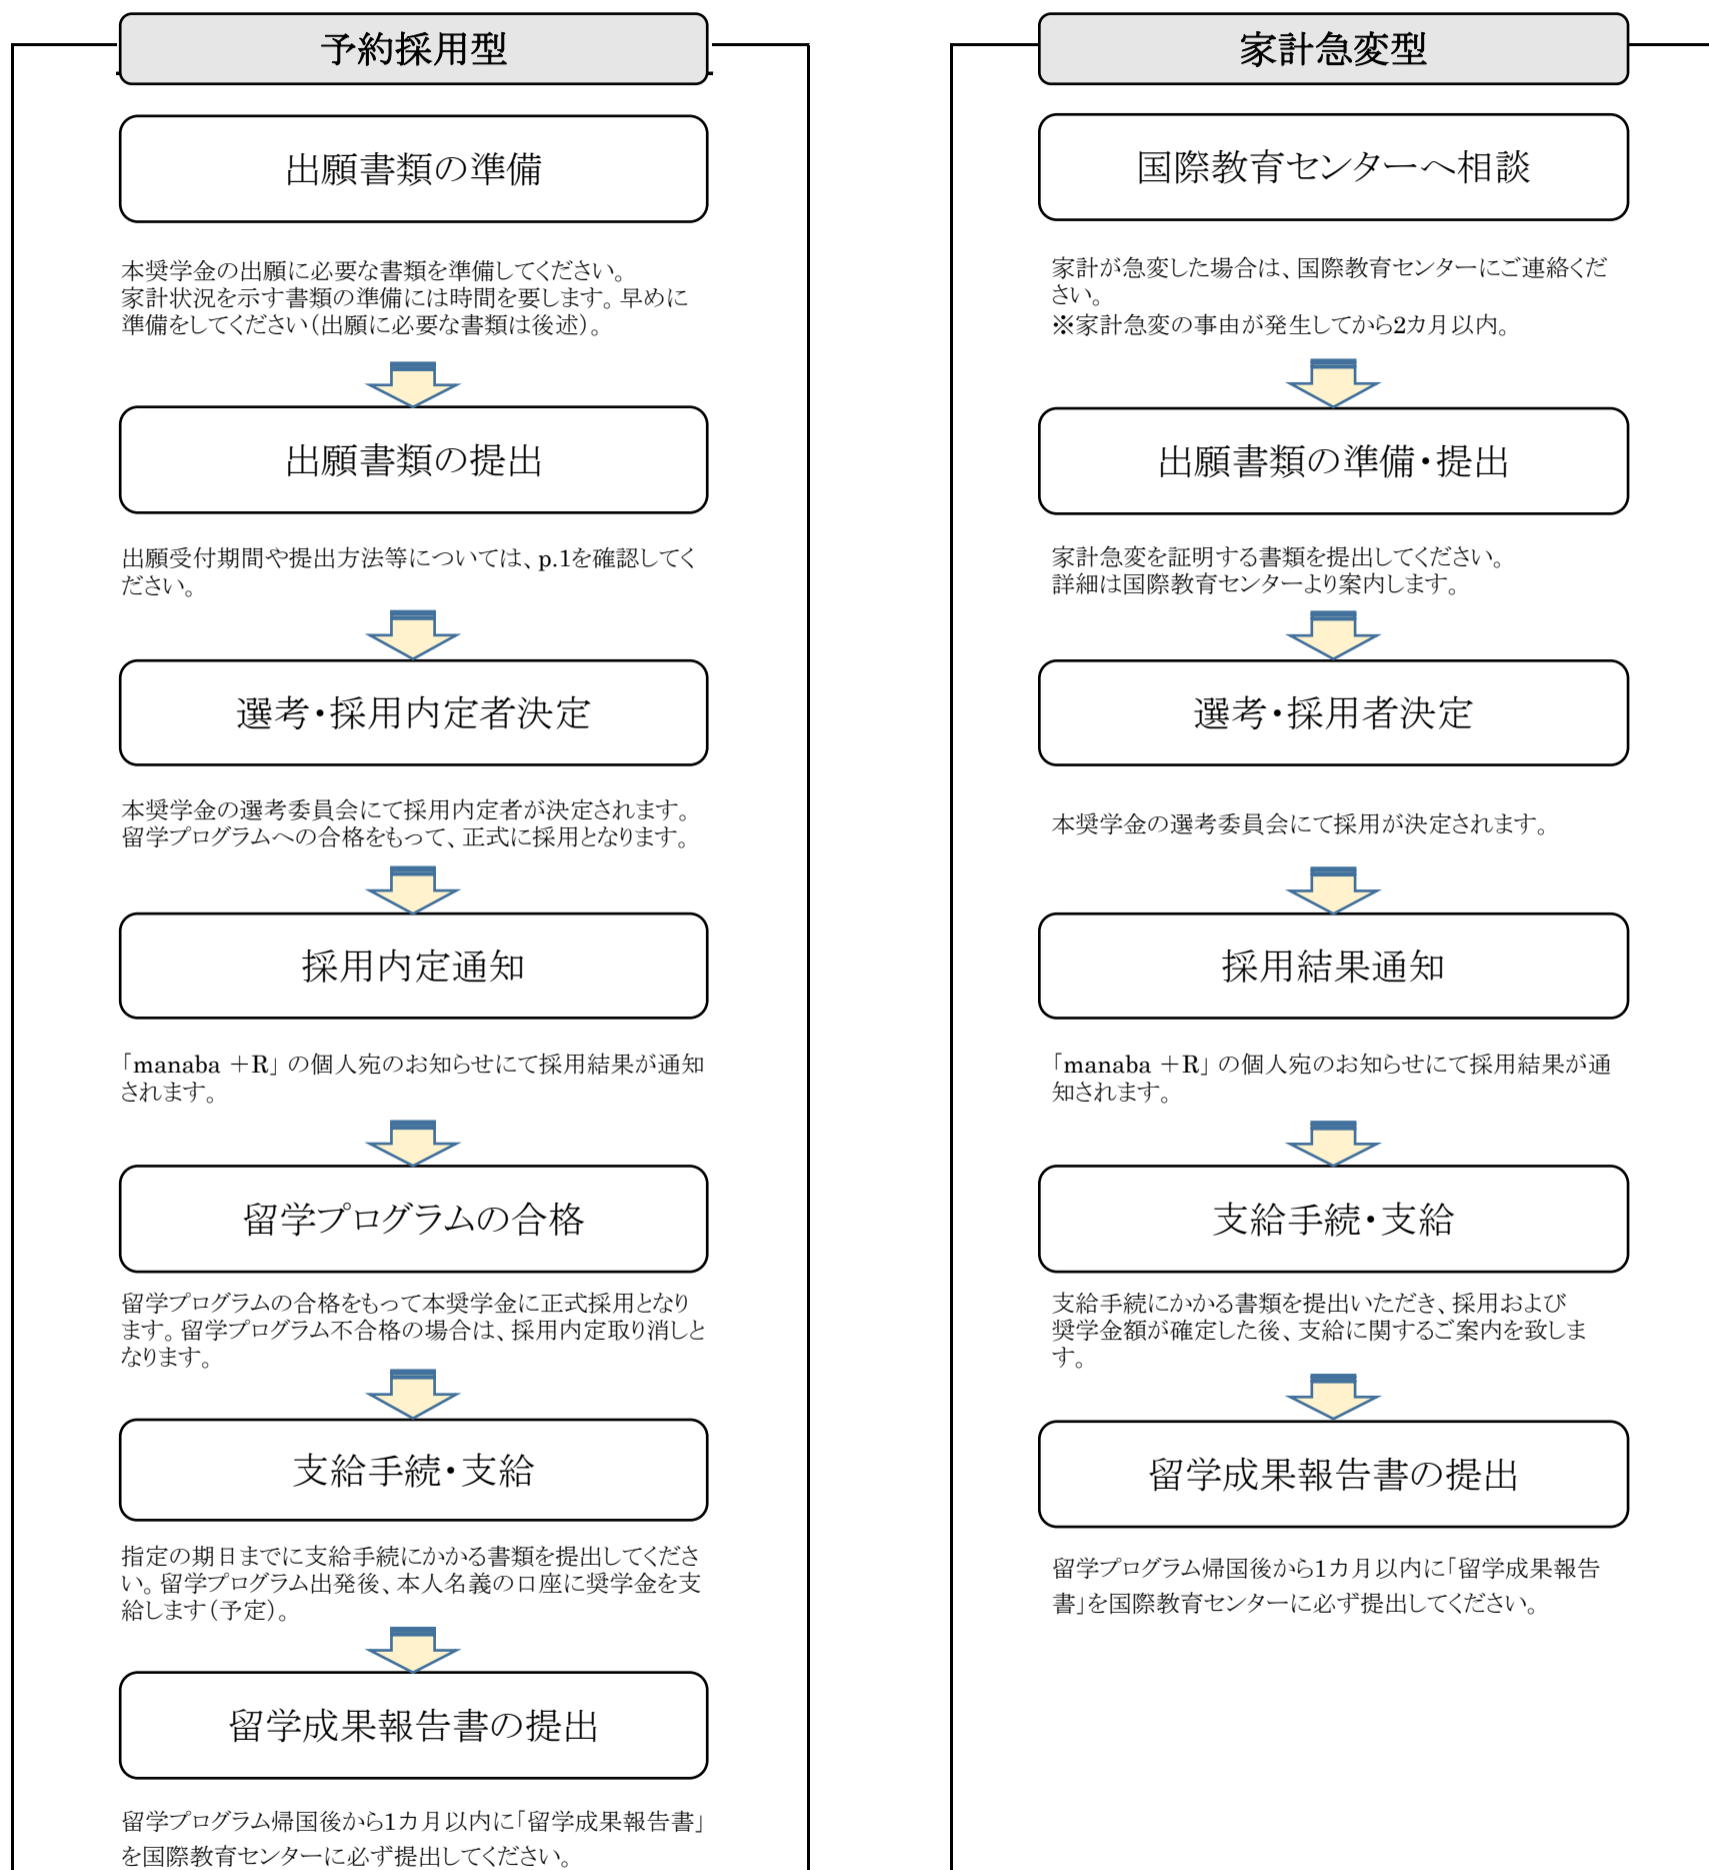 予約採用型
出願書類の準備
本奨学金の出願に必要な書類を準備してください。
家計状況を示す書類の準備には時間を要します。早めに
準備をしてください(出願に必要な書類は後述)。
出願書類の提出
出願受付期間や提出方法等については、p.1を確認してく
ださい。
選考・採用内定者決定
本奨学金の選考委員会にて採用内定者が決定されます。
留学プログラムへの合格をもって、正式に採用となります。
採用内定通知
「manaba +R」の個人宛のお知らせにて採用結果が通知
されます。
留学プログラムの合格
留学プログラムの合格をもって本奨学金に正式採用となり
ます。留学プログラム不合格の場合は、採用内定取り消しと
なります。
支給手続・支給
指定の期日までに支給手続にかかる書類を提出してくださ
い。留学プログラム出発後、本人名義の口座に奨学金を支
給します(予定)。
留学成果報告書の提出
留学プログラム帰国後から1カ月以内に「留学成果報告書」
を国際教育センターに必ず提出してください。
家計急変型
国際教育センターへ相談
家計が急変した場合は、国際教育センターにご連絡くだ
さい。
※家計急変の事由が発生してから2カ月以内。
出願書類の準備・提出
家計急変を証明する書類を提出してください。
詳細は国際教育センターより案内します。
選考・採用者決定
本奨学金の選考委員会にて採用が決定されます。
採用結果通知
「manaba +R」の個人宛のお知らせにて採用結果が通
知されます。
支給手続・支給
支給手続にかかる書類を提出いただき、採用および
奨学金額が確定した後、支給に関するご案内を致しま
す。
留学成果報告書の提出
留学プログラム帰国後から1カ月以内に「留学成果報告
書」を国際教育センターに必ず提出してください。